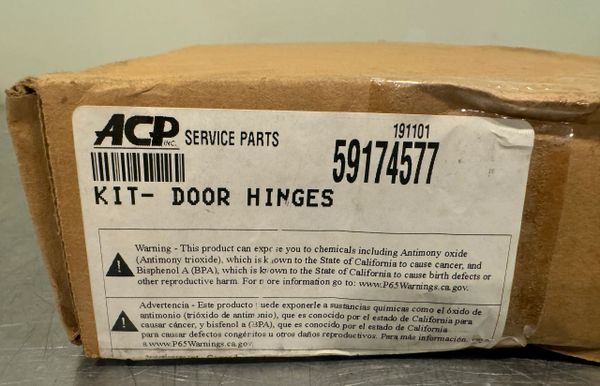 ACP INC. SERVICE PARTS
191101
59174577
KIT- DOOR HINGES
Warning - This product can expose you to chemicals including Antimony oxide
(Antimony trioxide), which is known to the State of California to cause cancer, and
Bisphenol A (BPA), which is known to the State of California to cause birth defects or
other reproductive harm. For more information go to: www.P65Warnings.ca.gov.
Advertencia - Este producto puede exponerle a sustancias químicas como el óxido de
antimonio (trióxido de antimonio), que es conocido por el estado de California para
causar cáncer, y bisfenol a (BPA), que es conocido por el estado de California
para causar defectos congéritos u otros daños reproductivos. Para más información,
a www.P65Warnings.ca.gov.